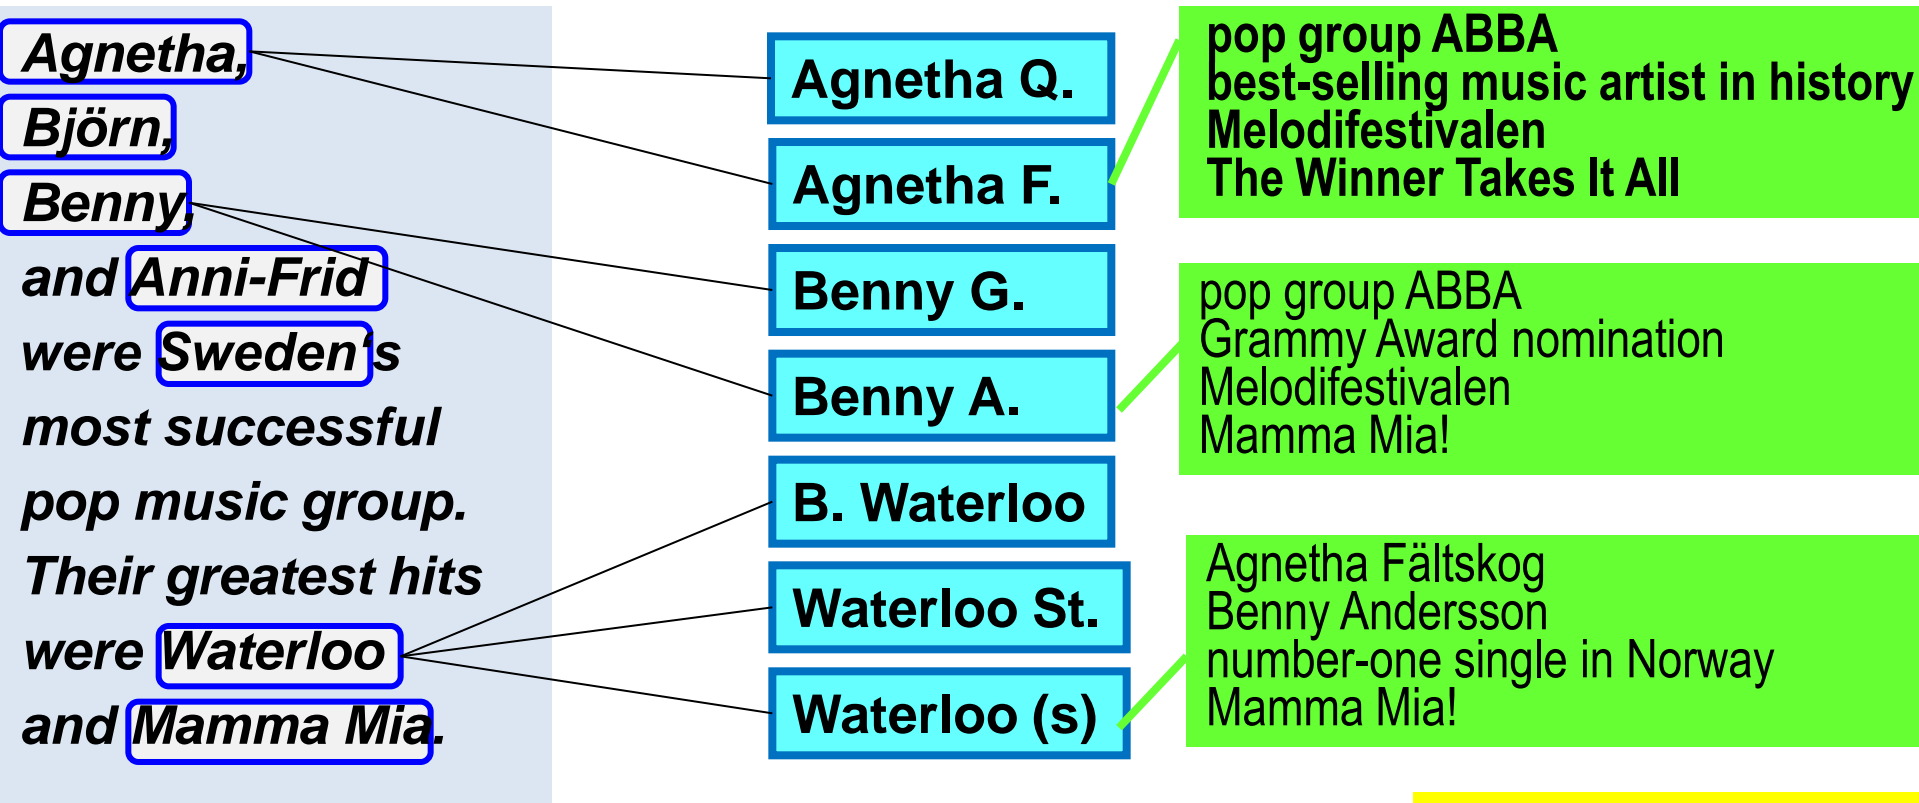 Agnetha,
Björn,
Benny,
and Anni-Frid
were Sweden‘s
most successful
pop music group.
Their greatest hits
were Waterloo
and Mamma Mia.
Agnetha Q.
Agnetha F.
Benny G.
Benny A.
B. Waterloo
Waterloo St.
Waterloo (s)
pop group ABBA
best-selling music artist in history
Melodifestivalen
The Winner Takes It All
pop group ABBA
Grammy Award nomination
Melodifestivalen
Mamma Mia!
Agnetha Fältskog
Benny Andersson
number-one single in Norway
Mamma Mia!